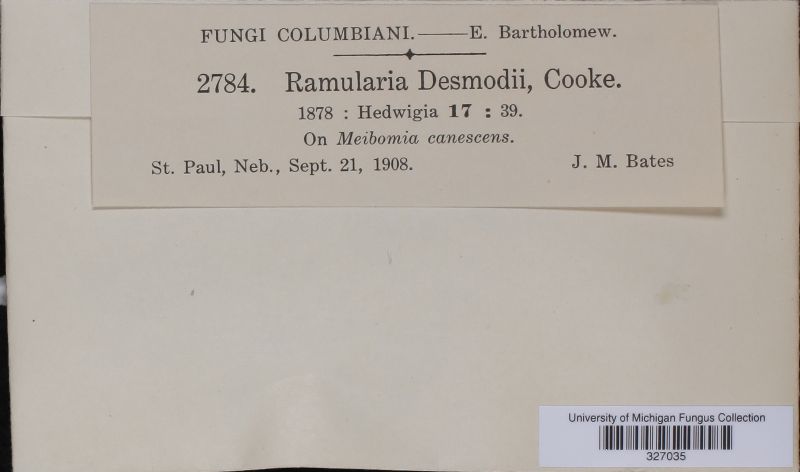 FUNGI COLUMBIANI.——E. Bartholomew.
2784. Ramularia Desmodii, Cooke.
1878 : Hedwigia 17 : 39.
On Meibomia canescens.
St. Paul, Neb., Sept. 21, 1908. J. M. Bates
University of Michigan Fungus Collection
327035